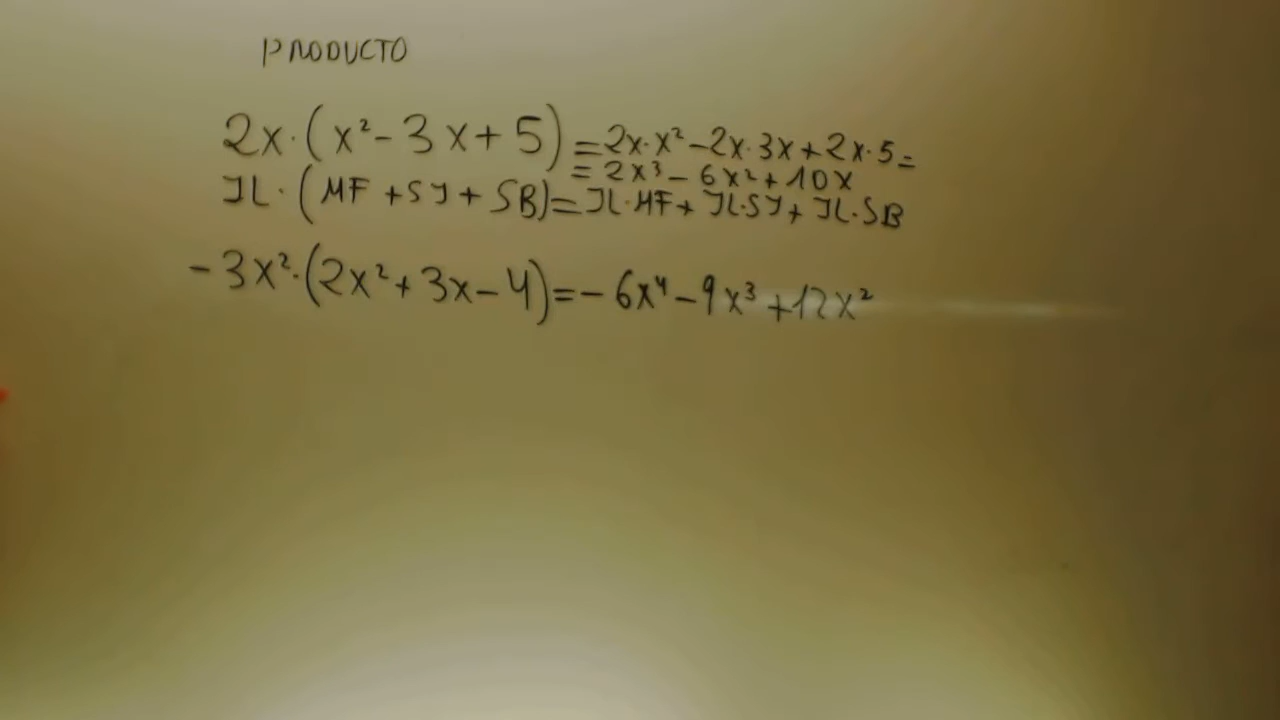 PRODUCTO
2x·(x²-3x+5)=2x·x²-2x·3x+2x·5=
=2x³-6x²+10x
JL·(MF+SJ+SB)=JL·MF+JL·SJ+JL·SB
-3x²·(2x²+3x-4)=-6x⁴-9x³+12x²